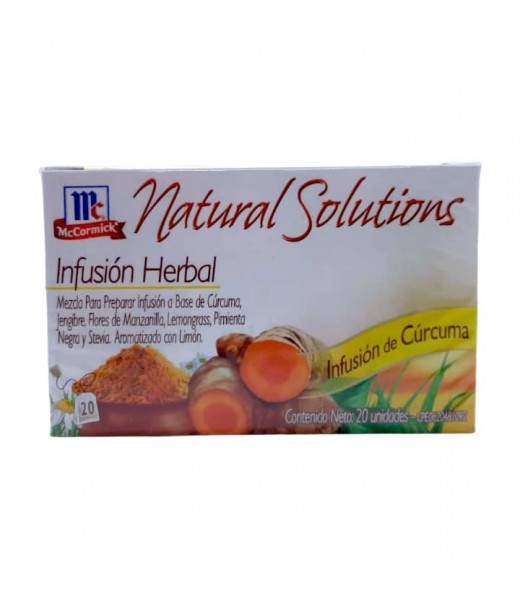 Mc
McCormick
Natural Solutions
Infusión Herbal
Mezcla Para Preparar Infusión a Base de Cúrcuma,
Jengibre, Flores de Manzanilla, Lemongrass, Pimienta
Negra y Stevia. Aromatizado con Limón.
Infusión de Cúrcuma
20
Contenido Neto: 20 unidades -